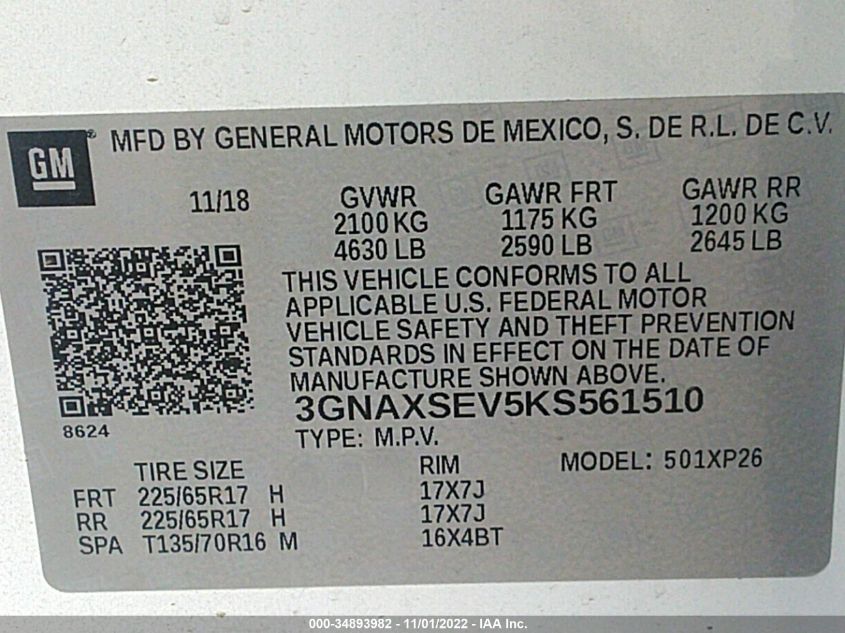 GM ® MFD BY GENERAL MOTORS DE MEXICO, S. DE R.L. DE C.V.
11/18 GVWR GAWR FRT GAWR RR
2100 KG 1175 KG 1200 KG
4630 LB 2590 LB 2645 LB
THIS VEHICLE CONFORMS TO ALL
APPLICABLE U.S. FEDERAL MOTOR
VEHICLE SAFETY AND THEFT PREVENTION
STANDARDS IN EFFECT ON THE DATE OF
MANUFACTURE SHOWN ABOVE.
3GNAXSEV5KS561510
8624
TYPE: M.P.V.
TIRE SIZE RIM MODEL: 501XP26
FRT 225/65R17 H 17X7J
RR 225/65R17 H 17X7J
SPA T135/70R16 M 16X4BT
000-34893982 - 11/01/2022 - IAA Inc.